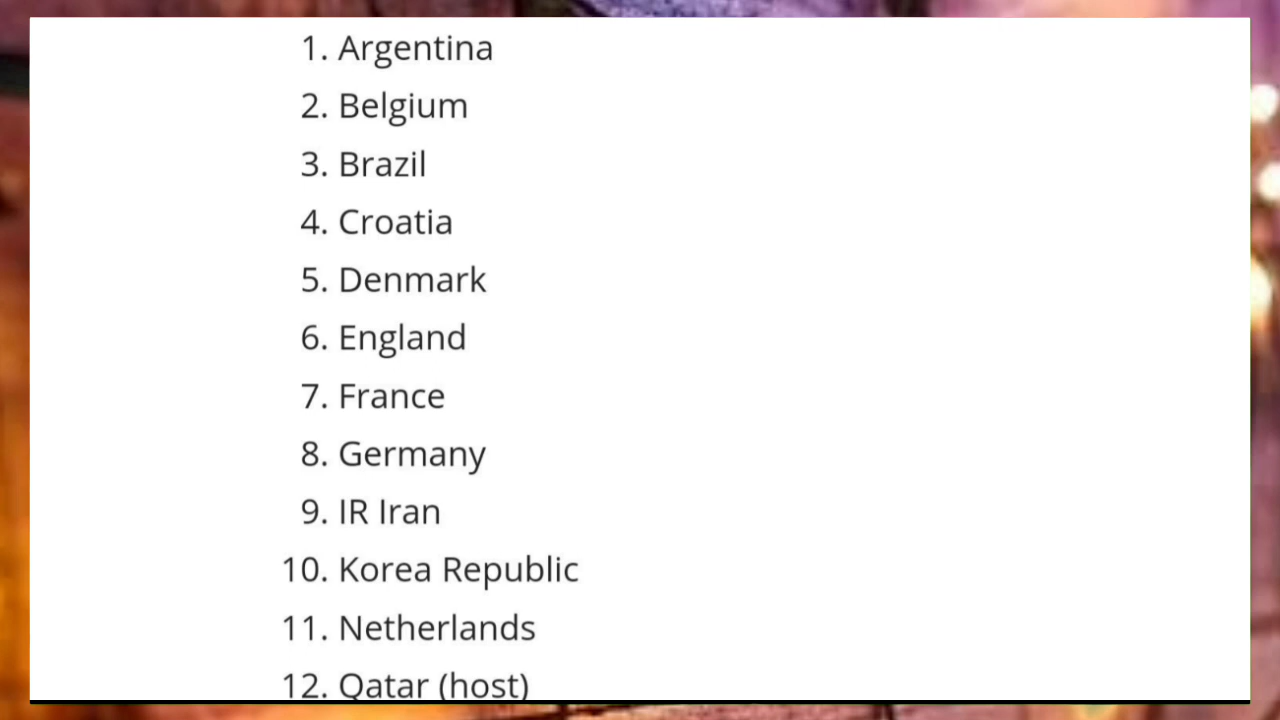 1. Argentina
2. Belgium
3. Brazil
4. Croatia
5. Denmark
6. England
7. France
8. Germany
9. IR Iran
10. Korea Republic
11. Netherlands
12. Qatar (host)